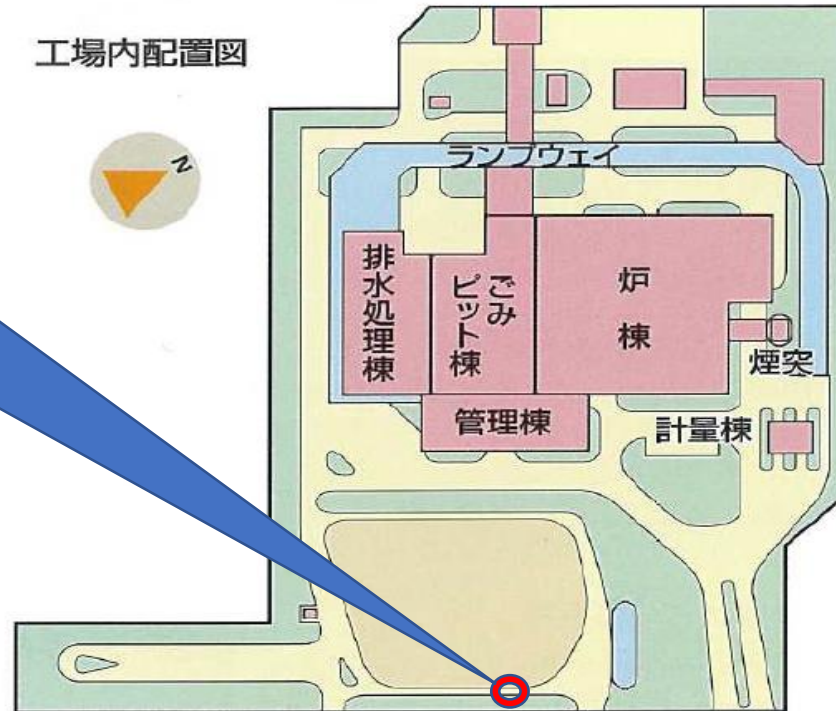 工場内配置図
N
ランプウェイ
排水処理棟
ごみ
ピット棟
炉棟
煙突
管理棟
計量棟